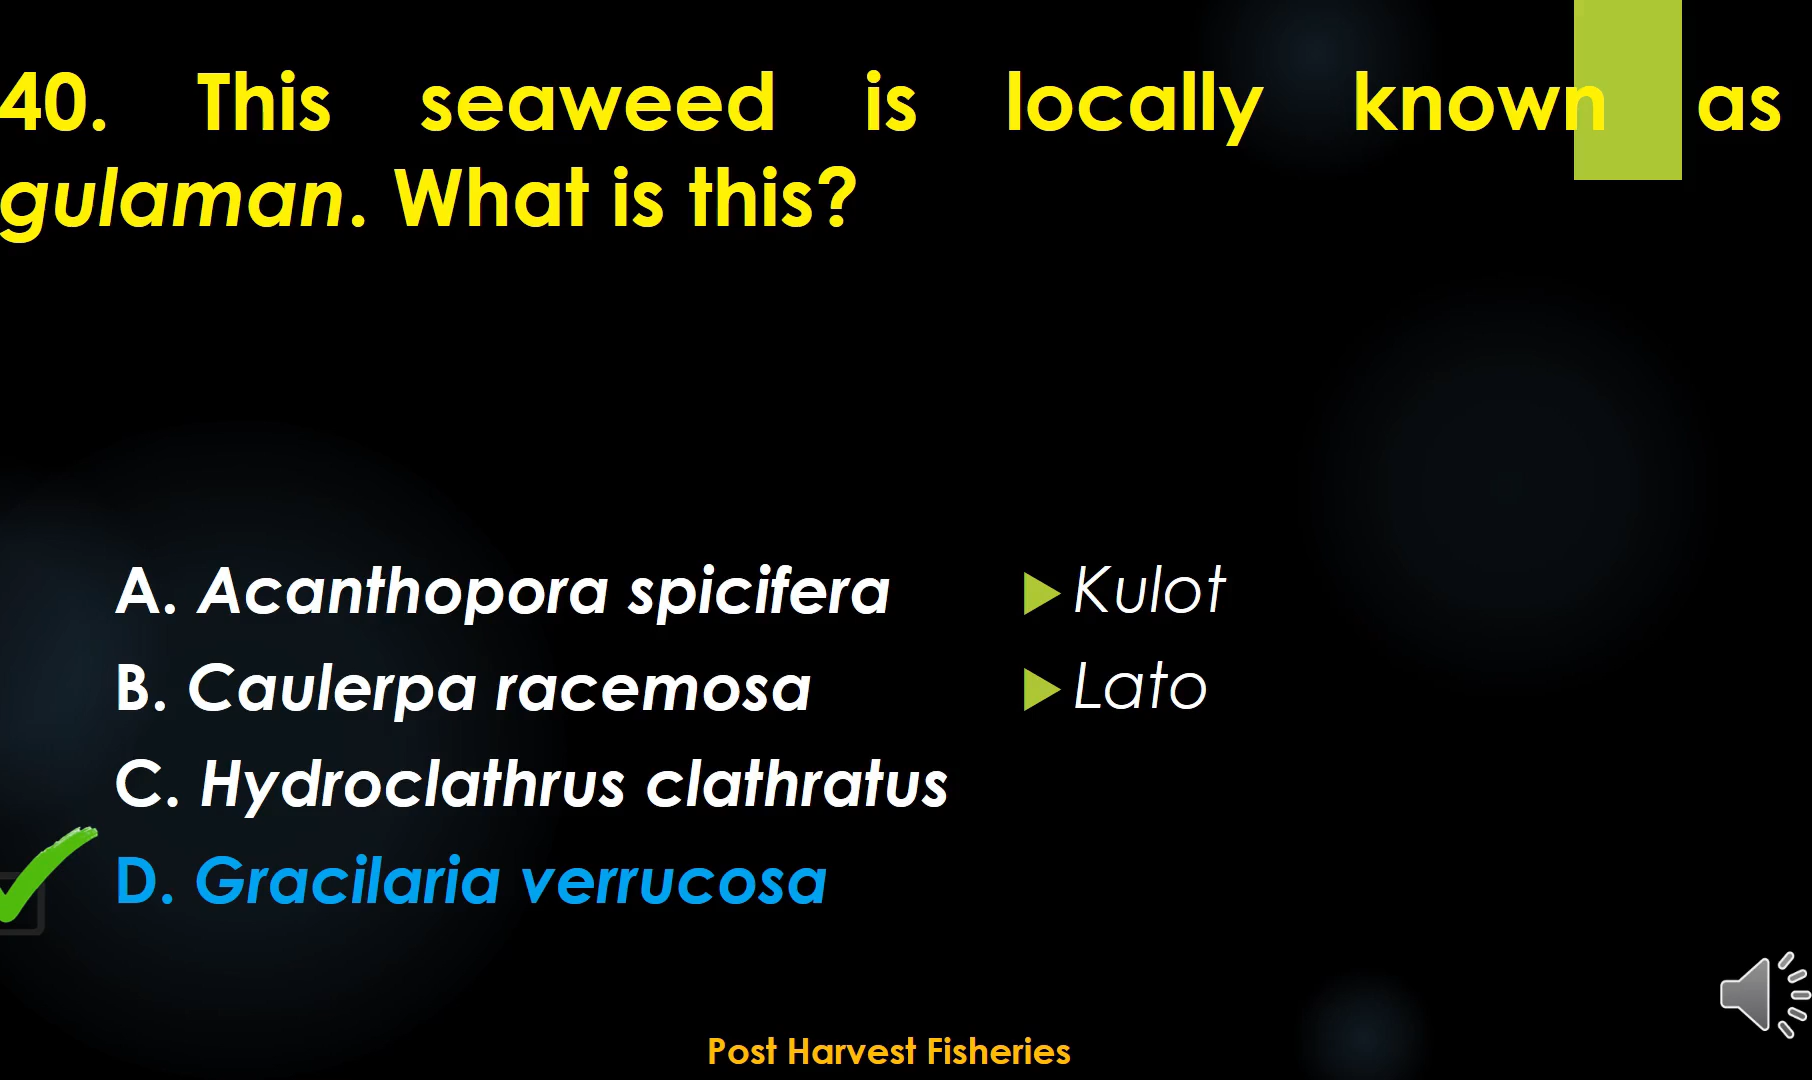 40. This seaweed is locally known as
gulaman. What is this?
A. Acanthopora spicifera
Kulot
B. Caulerpa racemosa
Lato
C. Hydroclathrus clathratus
D. Gracilaria verrucosa
Post Harvest Fisheries